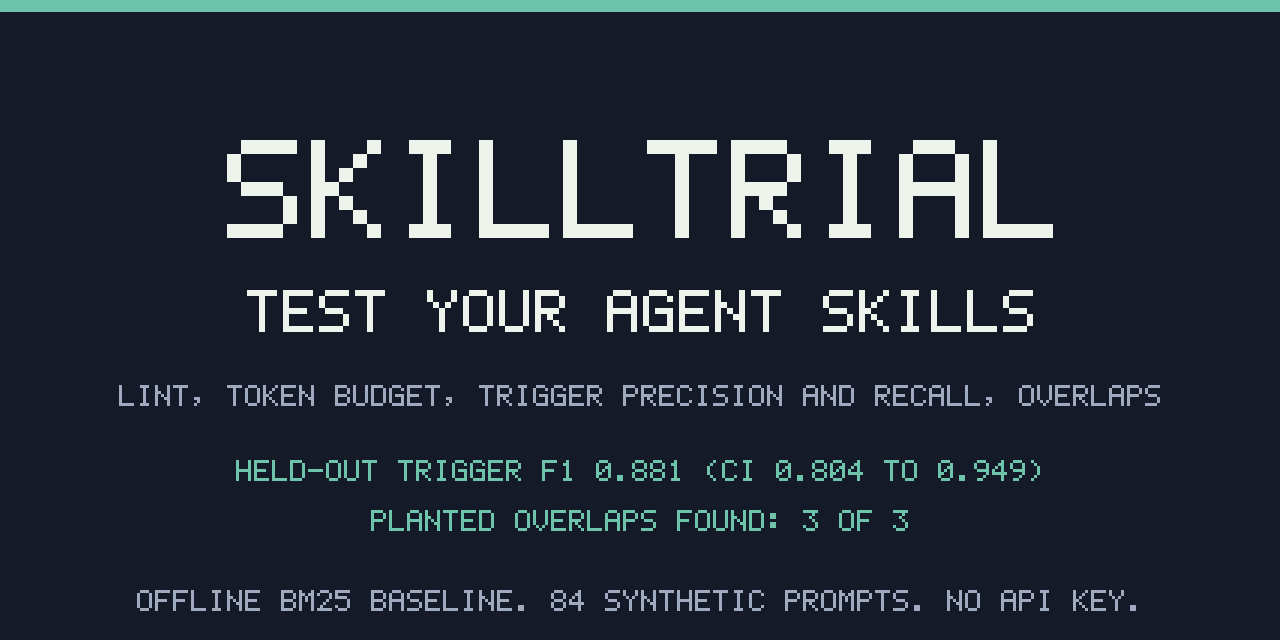 SKILLTRIAL
TEST YOUR AGENT SKILLS
LINT, TOKEN BUDGET, TRIGGER PRECISION AND RECALL, OVERLAPS
HELD-OUT TRIGGER F1 0.881 (CI 0.804 TO 0.949)
PLANTED OVERLAPS FOUND: 3 OF 3
OFFLINE BM25 BASELINE. 84 SYNTHETIC PROMPTS. NO API KEY.